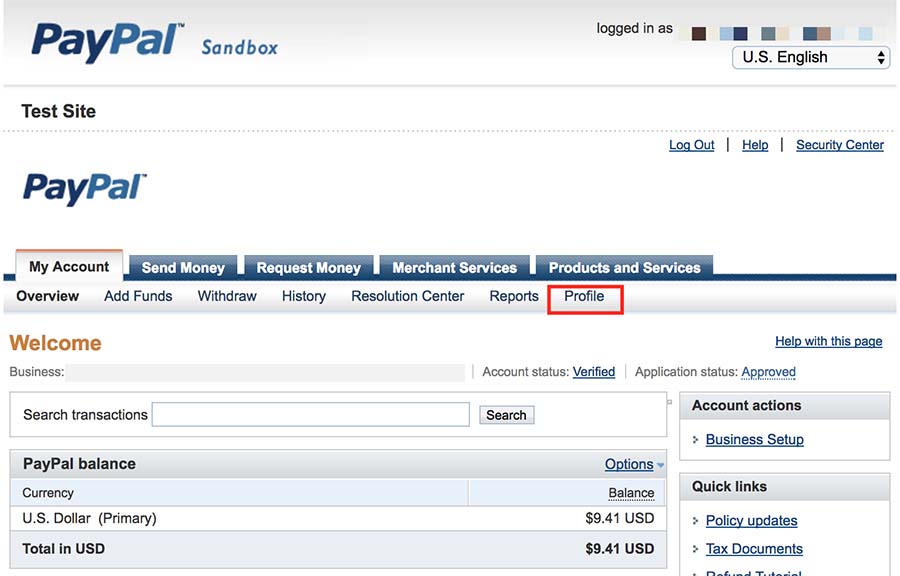 PayPal™ Sandbox
logged in as
U.S. English
Test Site
Log Out | Help | Security Center
PayPal™
My Account Send Money Request Money Merchant Services Products and Services
Overview Add Funds Withdraw History Resolution Center Reports Profile
Welcome
Help with this page
Business: | Account status: Verified | Application status: Approved
Search transactions Search
Account actions
Business Setup
PayPal balance Options
Currency Balance
U.S. Dollar (Primary) $9.41 USD
Total in USD $9.41 USD
Quick links
Policy updates
Tax Documents
Refund Tutorial